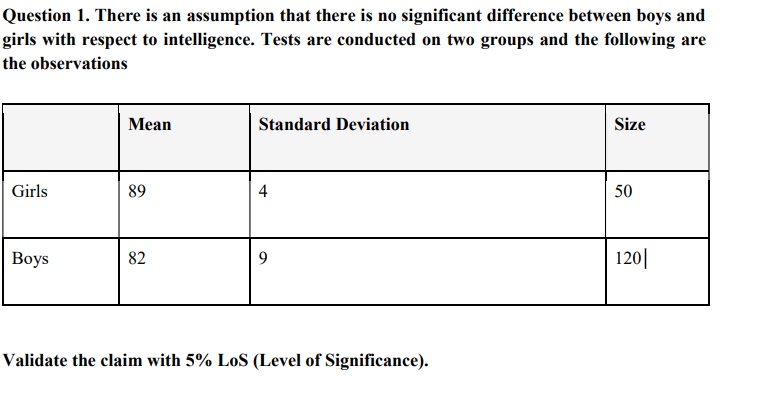 Question 1. There is an assumption that there is no significant difference between boys and
girls with respect to intelligence. Tests are conducted on two groups and the following are
the observations
Mean Standard Deviation Size
Girls 89 4 50
Boys 82 9 120
Validate the claim with 5% LoS (Level of Significance).